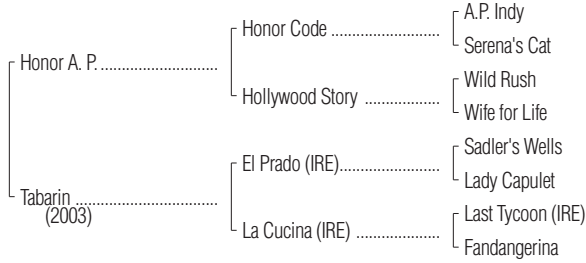 A.P. Indy
Honor Code ..............................
Serena's Cat
Honor A. P. ................................
Wild Rush
Hollywood Story .....................
Wife for Life
Sadler's Wells
El Prado (IRE)............................
Lady Capulet
Tabarin .......................................
(2003)
Last Tycoon (IRE)
La Cucina (IRE) .......................
Fandangerina